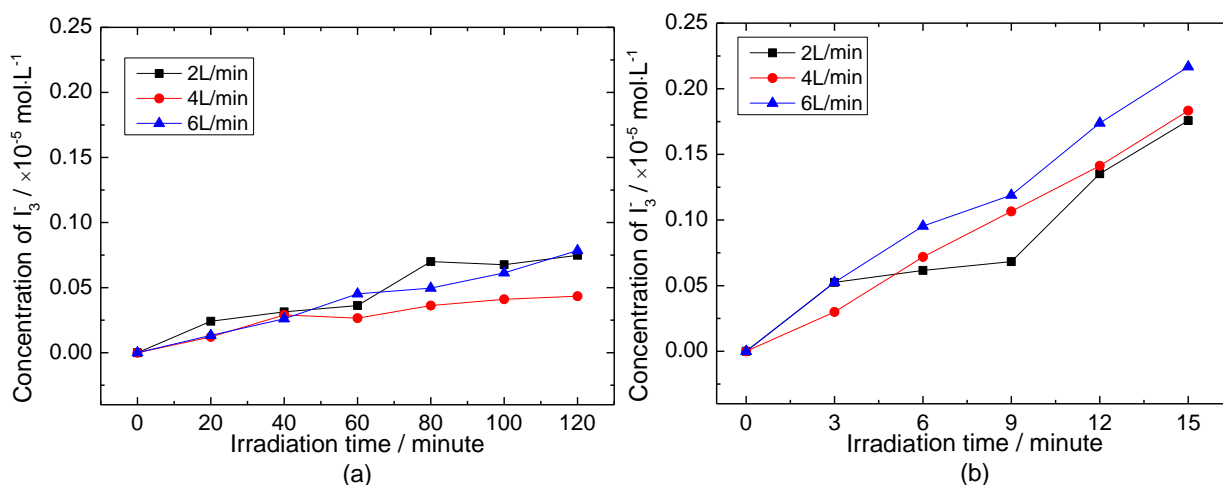 0.25
0.20
0.15
0.10
0.05
0.00
Concentration of I₃⁻ / ×10⁻⁵ mol·L⁻¹
2L/min
4L/min
6L/min
0 20 40 60 80 100 120
Irradiation time / minute
(a)
0.25
0.20
0.15
0.10
0.05
0.00
Concentration of I₃⁻ / ×10⁻⁵ mol·L⁻¹
2L/min
4L/min
6L/min
0 3 6 9 12 15
Irradiation time / minute
(b)